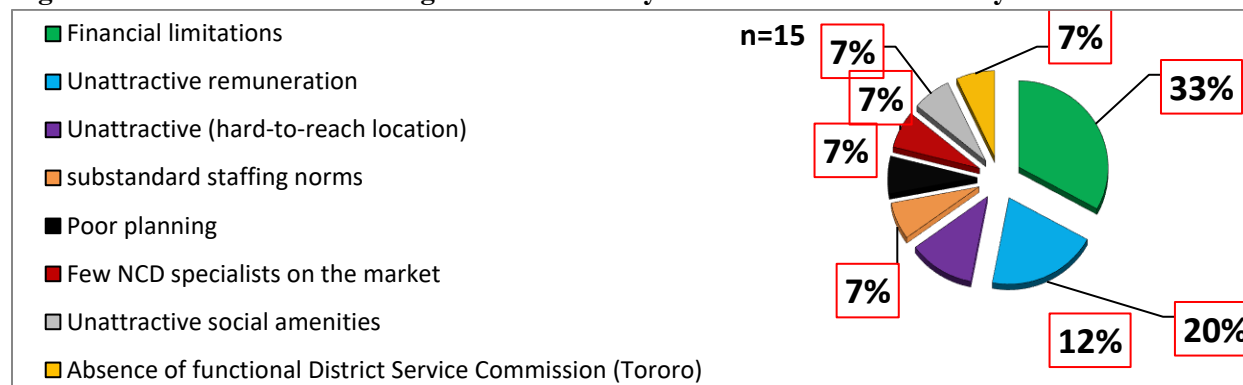 Financial limitations
Unattractive remuneration
Unattractive (hard-to-reach location)
substandard staffing norms
Poor planning
Few NCD specialists on the market
Unattractive social amenities
Absence of functional District Service Commission (Tororo)
n=15
7%
7%
33%
7%
7%
7%
12%
20%